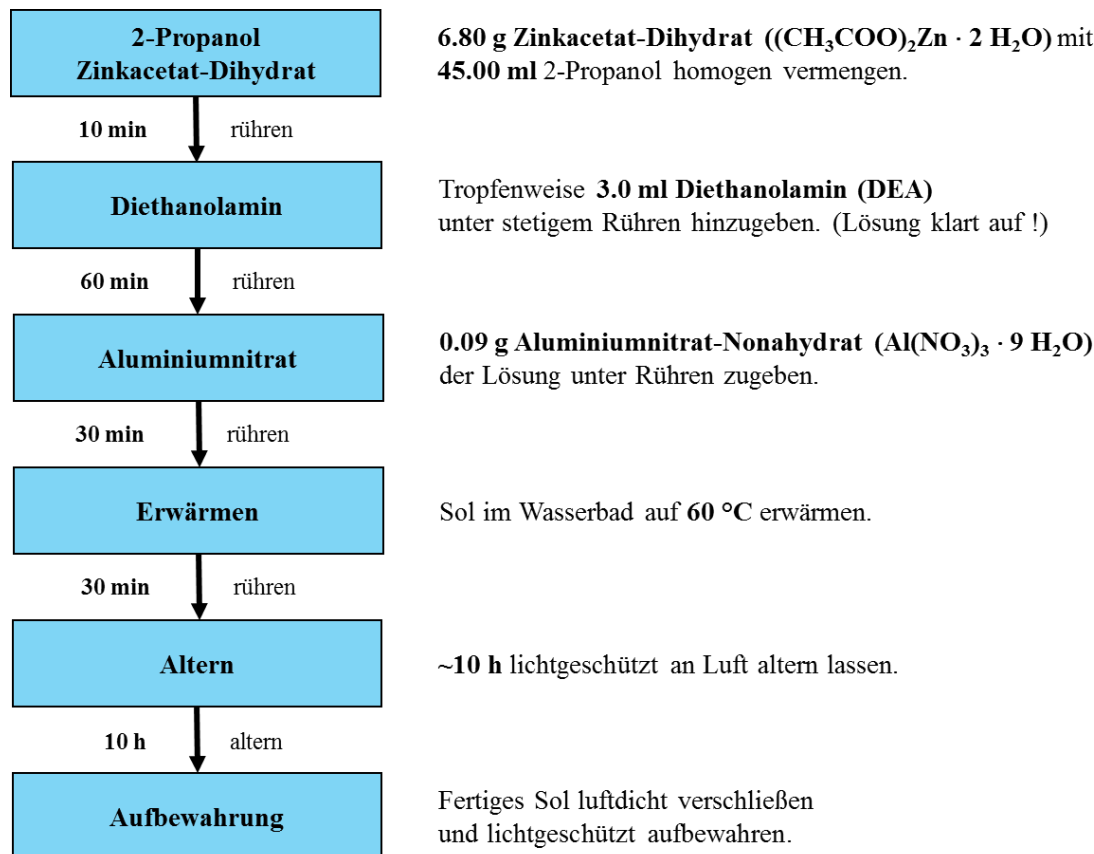 2-Propanol
Zinkacetat-Dihydrat
6.80 g Zinkacetat-Dihydrat ((CH₃COO)₂Zn · 2 H₂O) mit
45.00 ml 2-Propanol homogen vermengen.
10 min rühren
Diethanolamin
Tropfenweise 3.0 ml Diethanolamin (DEA)
unter stetigem Rühren hinzugeben. (Lösung klart auf !)
60 min rühren
Aluminiumnitrat
0.09 g Aluminiumnitrat-Nonahydrat (Al(NO₃)₃ · 9 H₂O)
der Lösung unter Rühren zugeben.
30 min rühren
Erwärmen
Sol im Wasserbad auf 60 °C erwärmen.
30 min rühren
Altern
~10 h lichtgeschützt an Luft altern lassen.
10 h altern
Aufbewahrung
Fertiges Sol luftdicht verschließen
und lichtgeschützt aufbewahren.